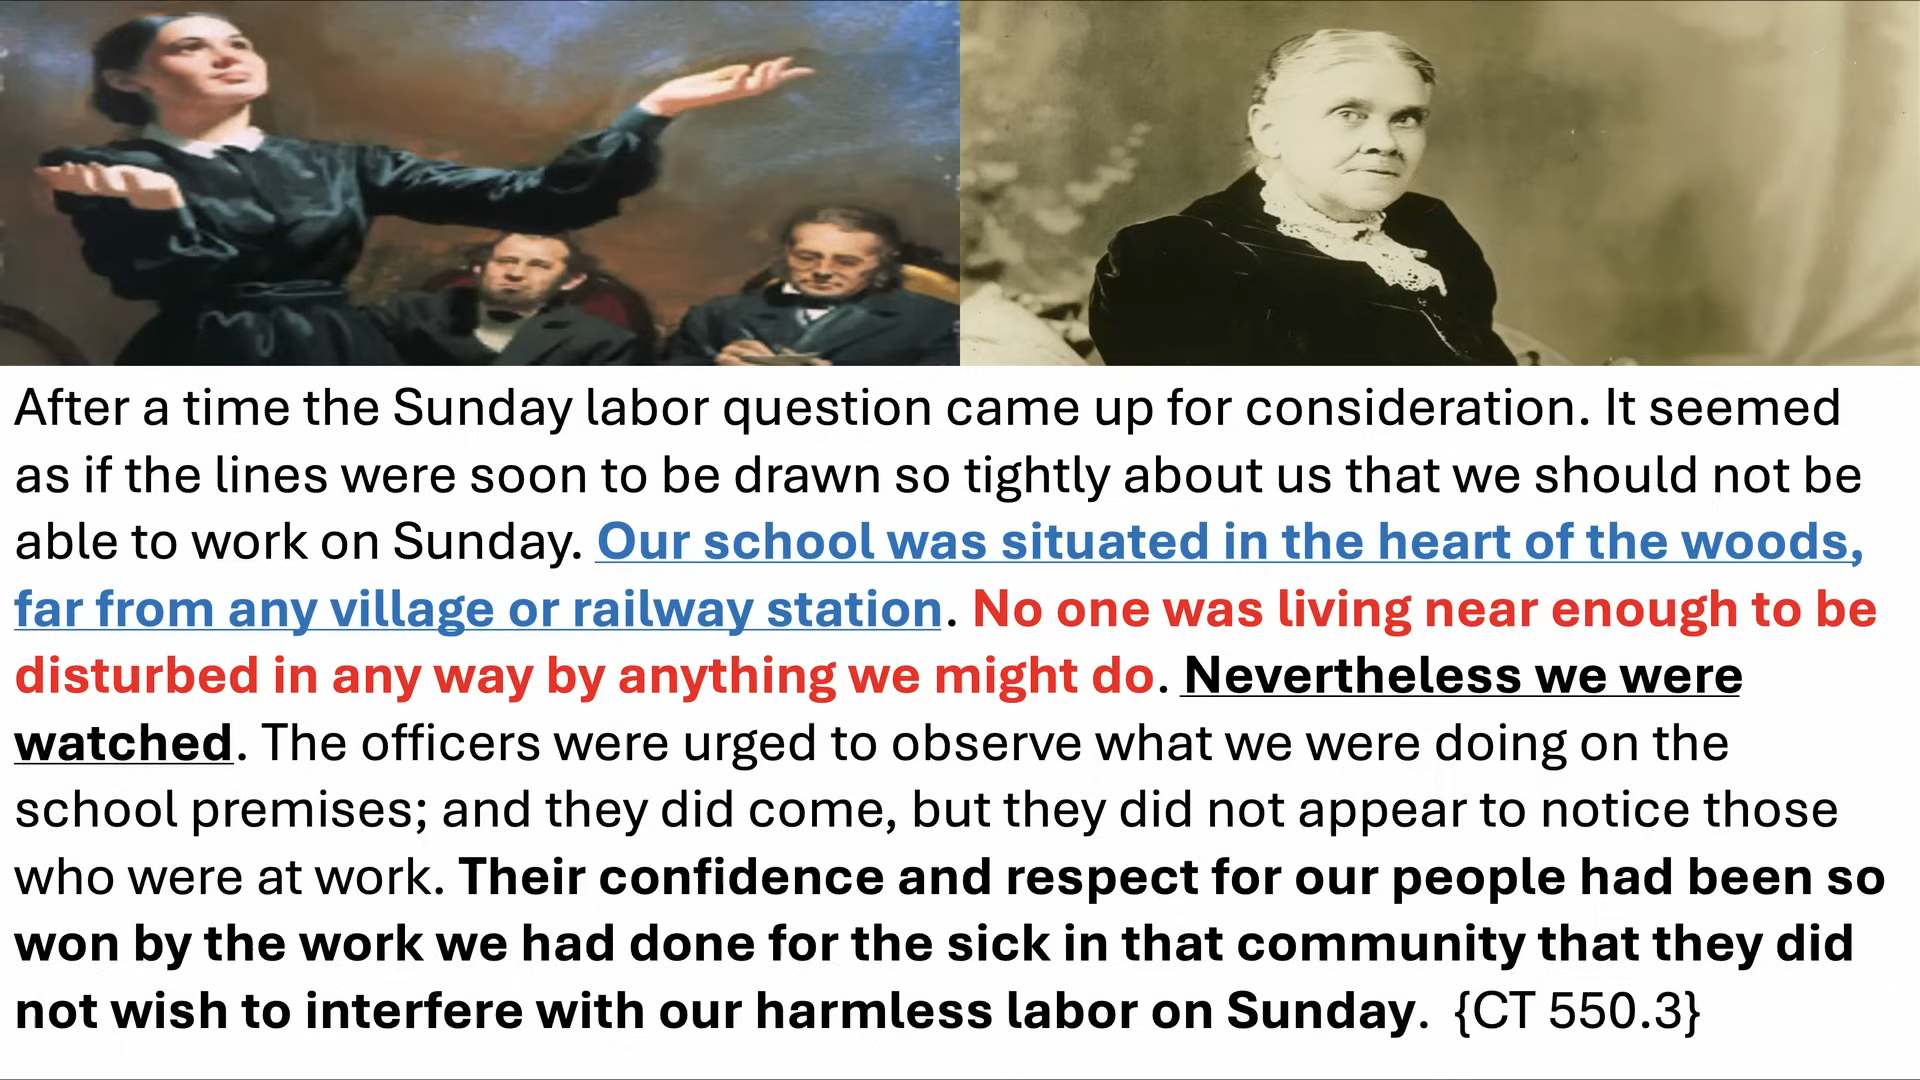 After a time the Sunday labor question came up for consideration. It seemed
as if the lines were soon to be drawn so tightly about us that we should not be
able to work on Sunday. Our school was situated in the heart of the woods,
far from any village or railway station. No one was living near enough to be
disturbed in any way by anything we might do. Nevertheless we were
watched. The officers were urged to observe what we were doing on the
school premises; and they did come, but they did not appear to notice those
who were at work. Their confidence and respect for our people had been so
won by the work we had done for the sick in that community that they did
not wish to interfere with our harmless labor on Sunday. {CT 550.3}